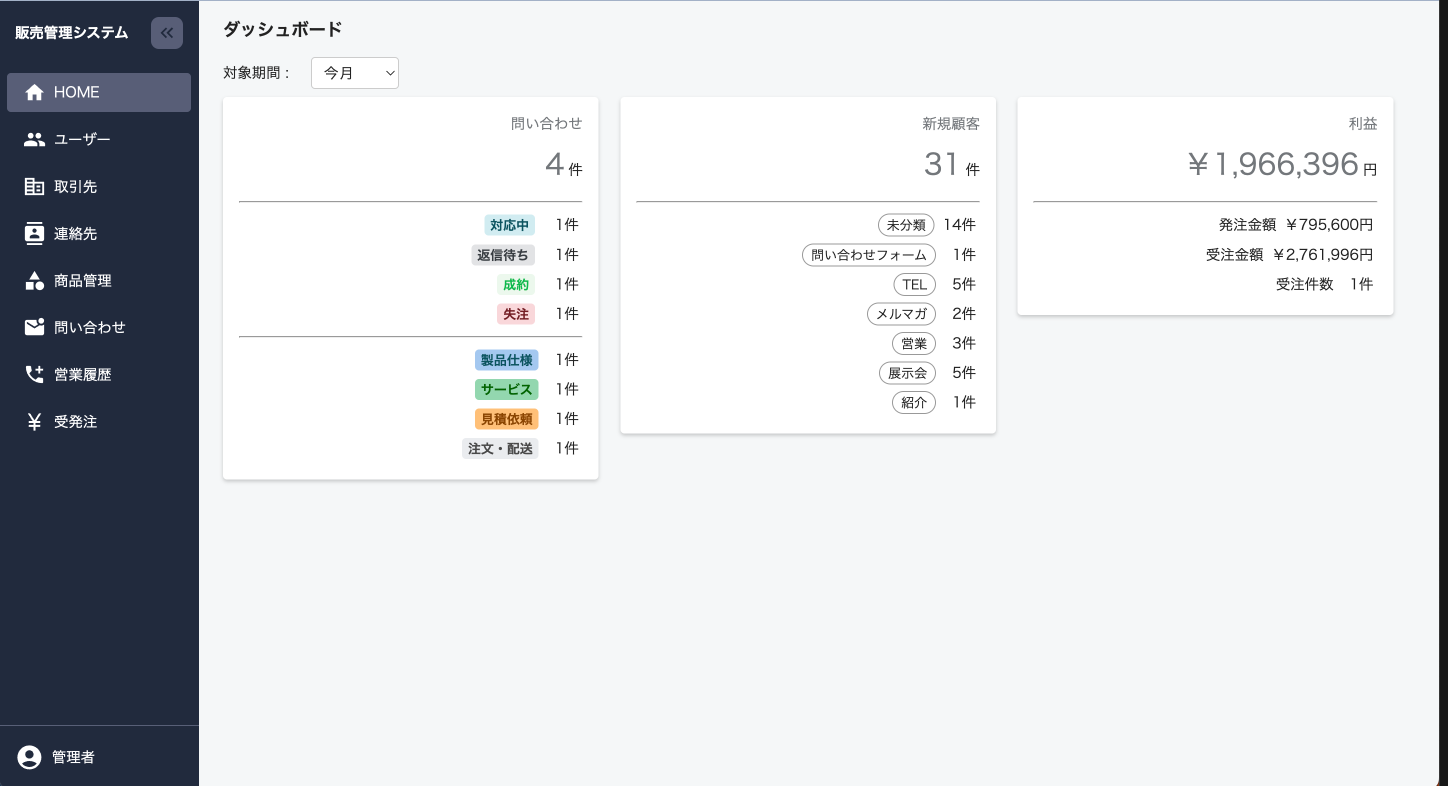 販売管理システム
HOME
ユーザー
取引先
連絡先
商品管理
問い合わせ
営業履歴
受発注
管理者
ダッシュボード
対象期間： 今月
問い合わせ
4 件
対応中 1件
返信待ち 1件
成約 1件
失注 1件
製品仕様 1件
サービス 1件
見積依頼 1件
注文・配送 1件
新規顧客
31 件
未分類 14件
問い合わせフォーム 1件
TEL 5件
メルマガ 2件
営業 3件
展示会 5件
紹介 1件
利益
￥1,966,396 円
発注金額 ￥795,600円
受注金額 ￥2,761,996円
受注件数 1件